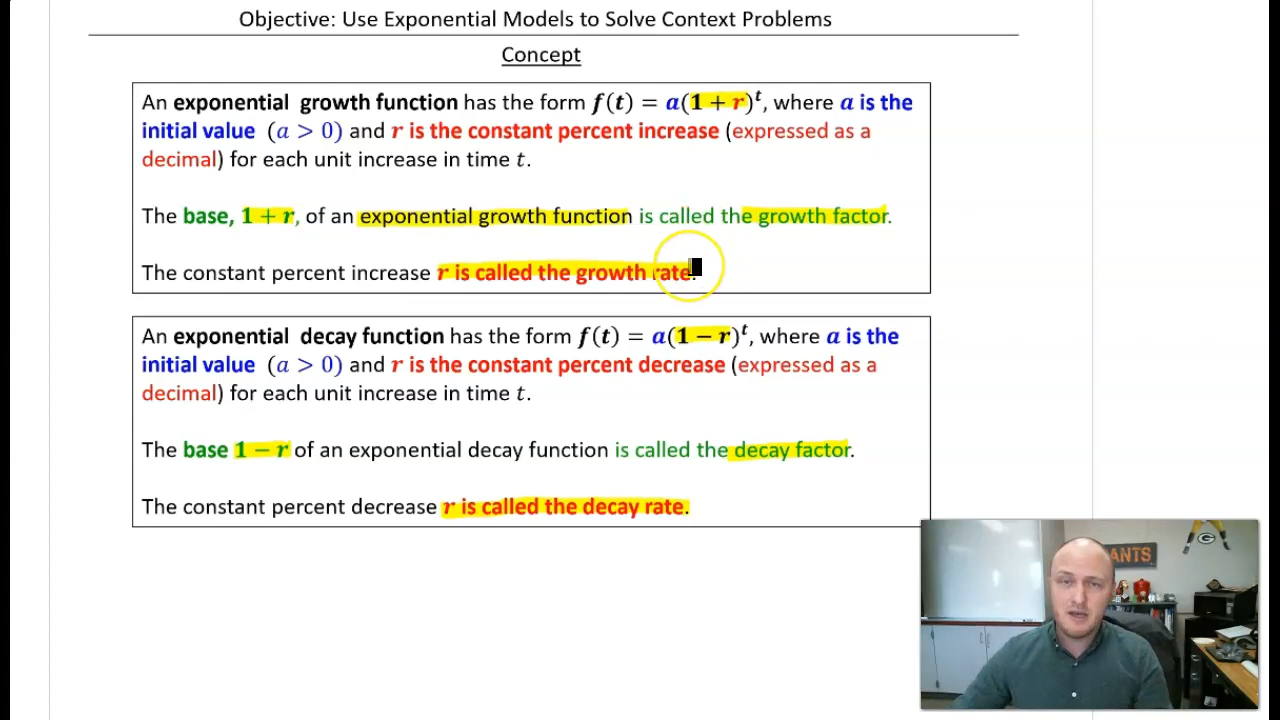 Objective: Use Exponential Models to Solve Context Problems
Concept
An exponential growth function has the form f(t) = a(1 + r)^t, where a is the
initial value (a > 0) and r is the constant percent increase (expressed as a
decimal) for each unit increase in time t.
The base, 1 + r, of an exponential growth function is called the growth factor.
The constant percent increase r is called the growth rate.
An exponential decay function has the form f(t) = a(1 − r)^t, where a is the
initial value (a > 0) and r is the constant percent decrease (expressed as a
decimal) for each unit increase in time t.
The base 1 − r of an exponential decay function is called the decay factor.
The constant percent decrease r is called the decay rate.
ANTS
G